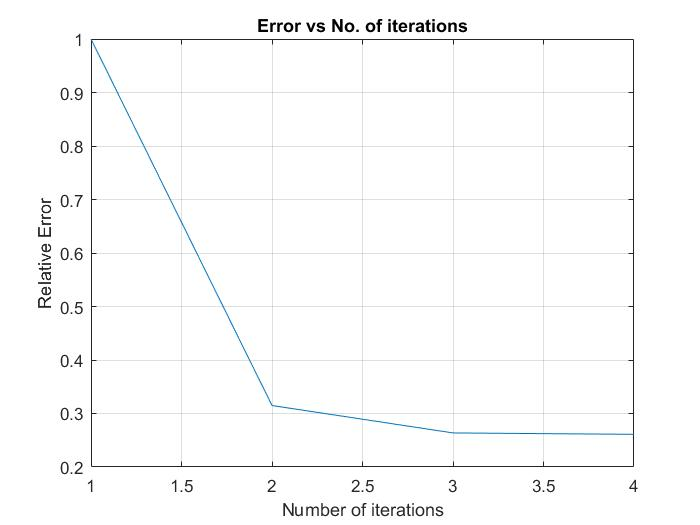 Error vs No. of iterations
1
0.9
0.8
0.7
0.6
0.5
0.4
0.3
0.2
Relative Error
1 1.5 2 2.5 3 3.5 4
Number of iterations